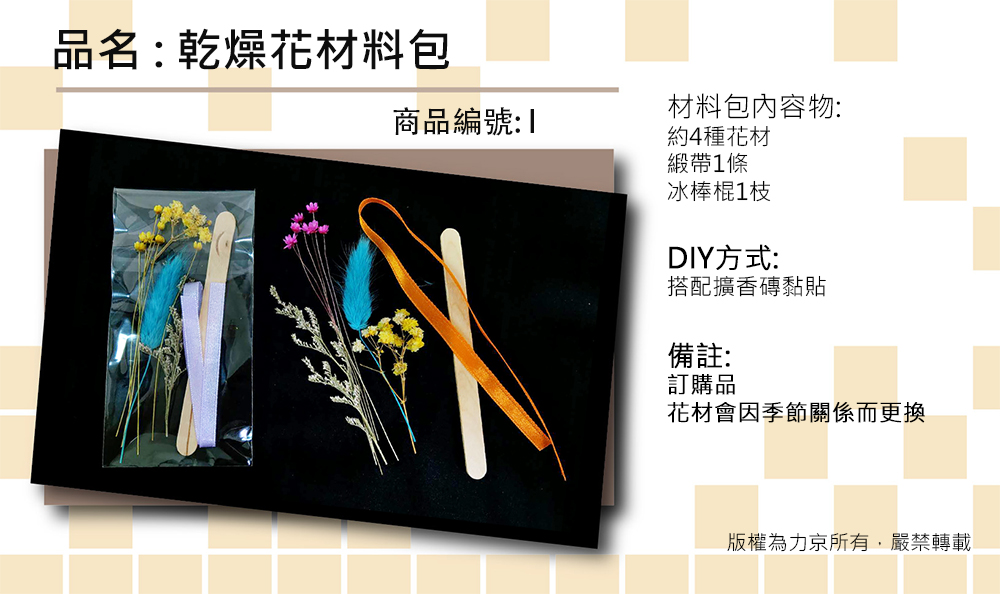 品名 : 乾燥花材料包
商品編號: I
材料包內容物:
約4種花材
緞帶1條
冰棒棍1枝
DIY方式:
搭配擴香磚黏貼
備註:
訂購品
花材會因季節關係而更換
版權為力京所有，嚴禁轉載